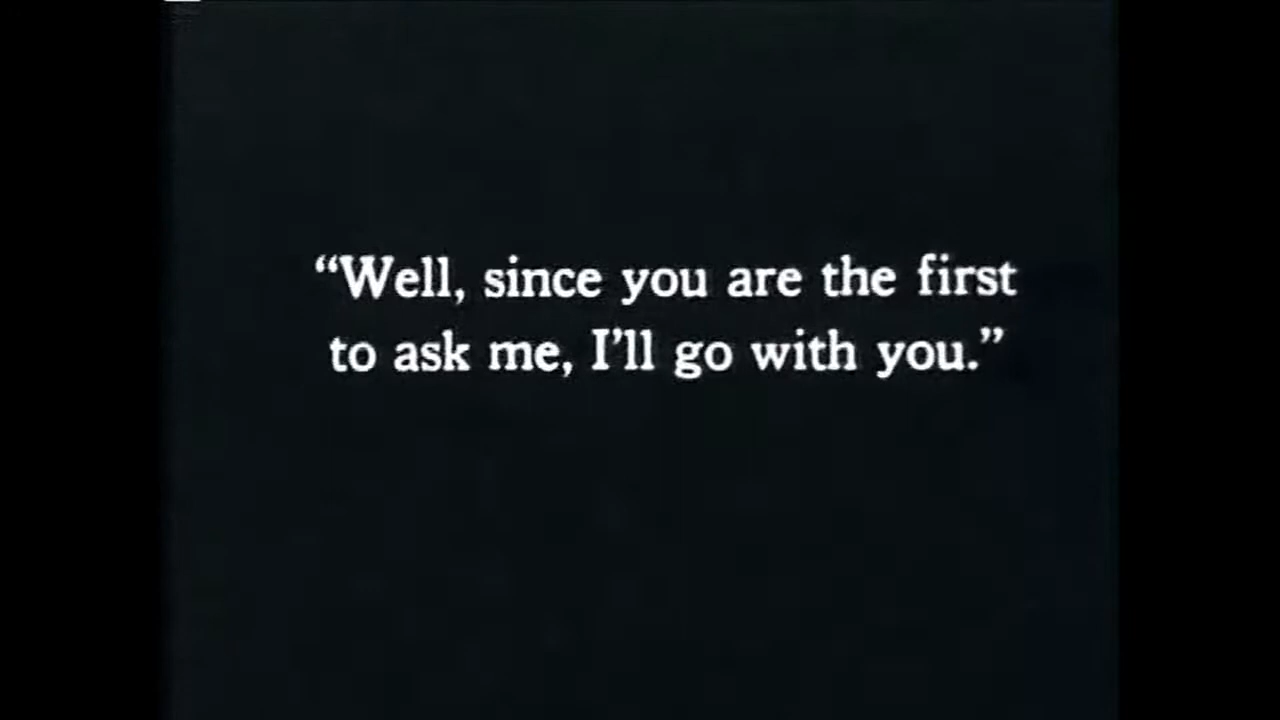 “Well, since you are the first
to ask me, I’ll go with you.”